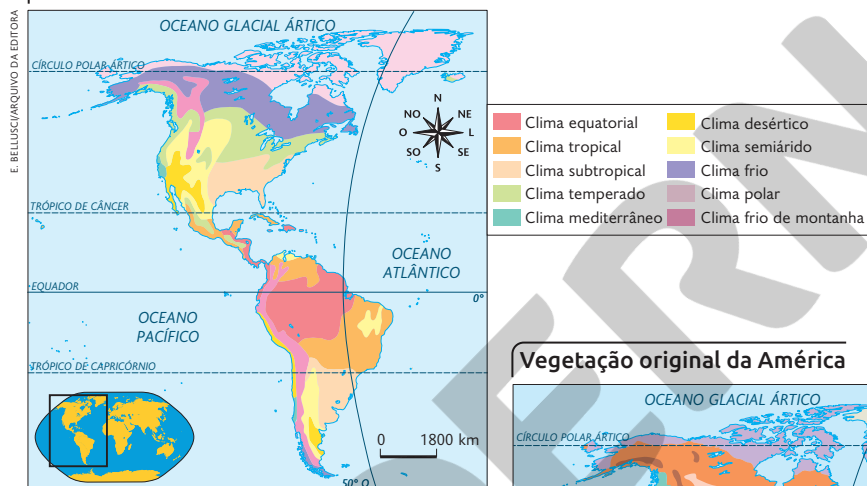 E. BELLUSCI/ARQUIVO DA EDITORA
OCEANO GLACIAL ÁRTICO
CÍRCULO POLAR ÁRTICO
N
NO
NE
O
L
SO
SE
S
TRÓPICO DE CÂNCER
OCEANO
ATLÂNTICO
EQUADOR
0°
OCEANO
PACÍFICO
TRÓPICO DE CAPRICÓRNIO
0 1800 km
50° O
Clima equatorial
Clima tropical
Clima subtropical
Clima temperado
Clima mediterrâneo
Clima desértico
Clima semiárido
Clima frio
Clima polar
Clima frio de montanha
Vegetação original da América
OCEANO GLACIAL ÁRTICO
CÍRCULO POLAR ÁRTICO